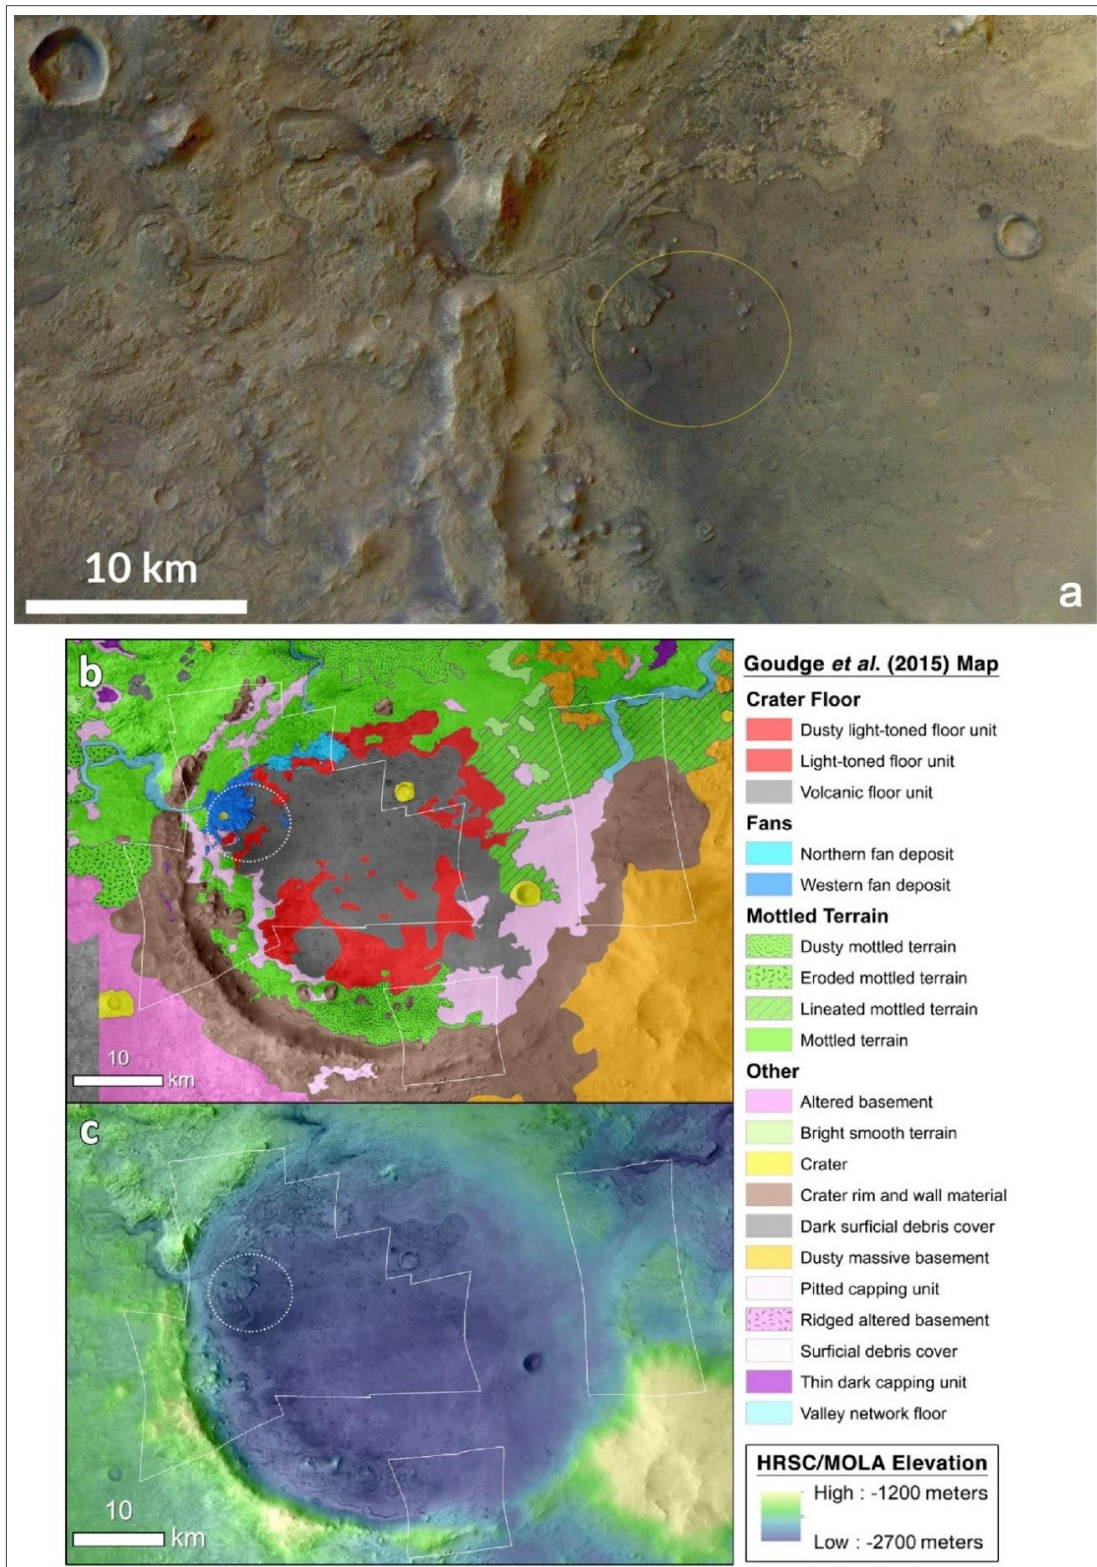 10 km
a
b
10
km
c
10
km
Goudge et al. (2015) Map
Crater Floor
Dusty light-toned floor unit
Light-toned floor unit
Volcanic floor unit
Fans
Northern fan deposit
Western fan deposit
Mottled Terrain
Dusty mottled terrain
Eroded mottled terrain
Lineated mottled terrain
Mottled terrain
Other
Altered basement
Bright smooth terrain
Crater
Crater rim and wall material
Dark surficial debris cover
Dusty massive basement
Pitted capping unit
Ridged altered basement
Surficial debris cover
Thin dark capping unit
Valley network floor
HRSC/MOLA Elevation
High : -1200 meters
Low : -2700 meters